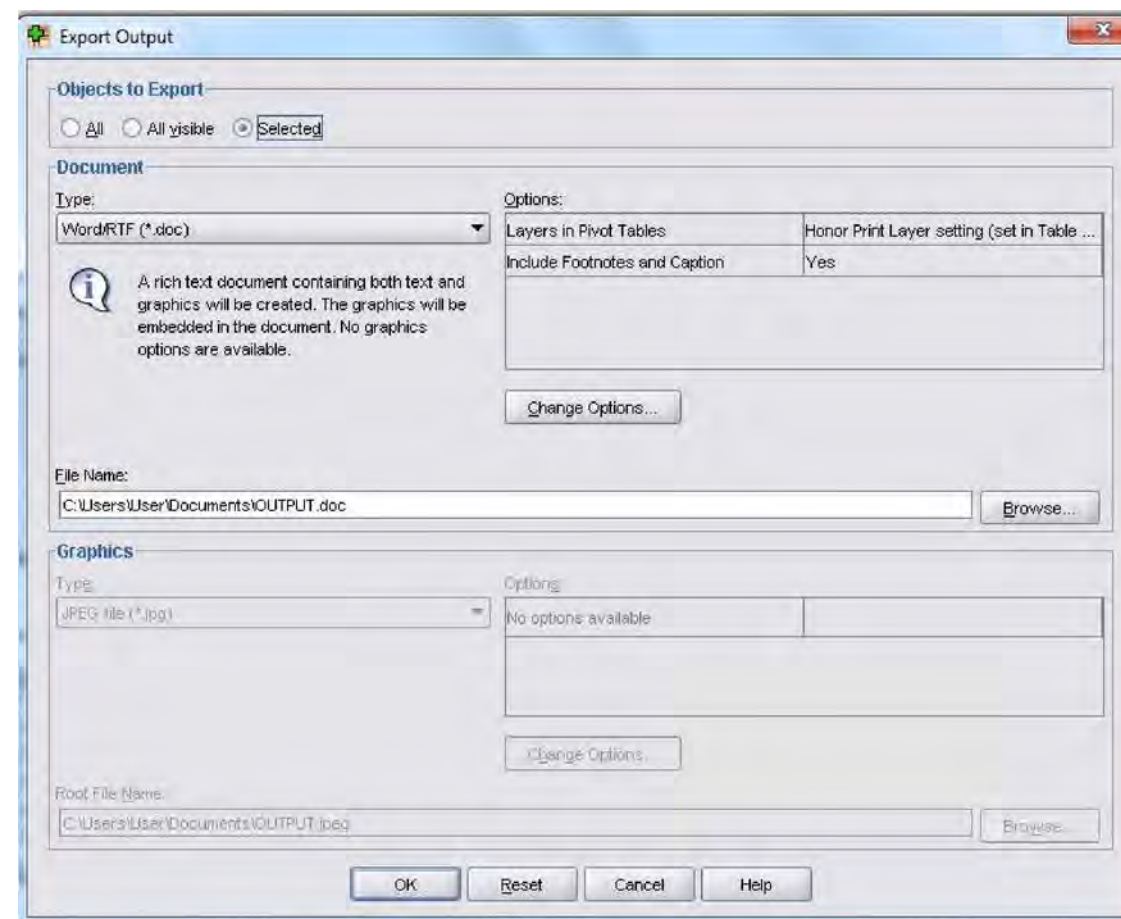 Export Output
Objects to Export
All All visible Selected
Document
Type:
Word/RTF (*.doc)
A rich text document containing both text and
graphics will be created. The graphics will be
embedded in the document. No graphics
options are available.
Options:
Layers in Pivot Tables Honor Print Layer setting (set in Table ...
Include Footnotes and Caption Yes
Change Options...
File Name:
C:\Users\User\Documents\OUTPUT.doc
Browse...
Graphics
Type:
JPEG file (*.jpg)
Options:
No options available
Change Options...
Root File Name:
C:\Users\User\Documents\OUTPUT.jpeg
Browse...
OK Reset Cancel Help